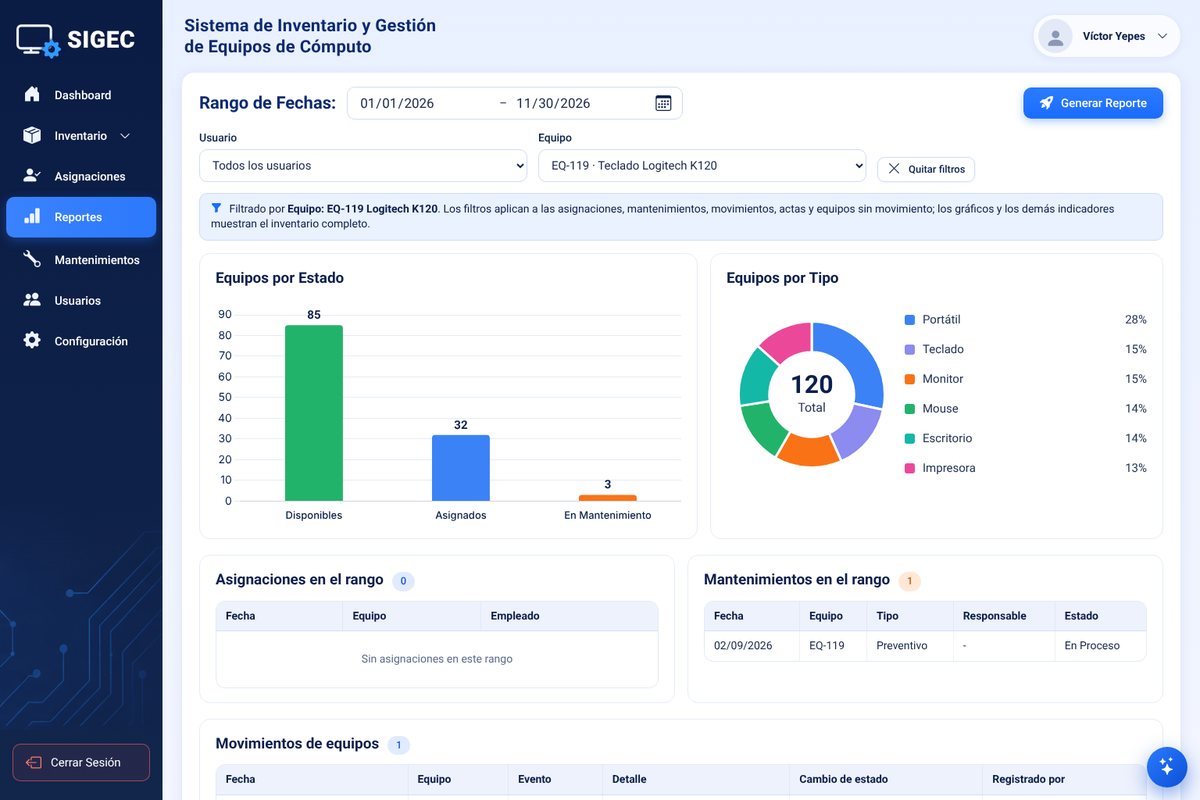 SIGEC
Dashboard
Inventario
Asignaciones
Reportes
Mantenimientos
Usuarios
Configuración
Cerrar Sesión
Sistema de Inventario y Gestión
de Equipos de Cómputo
Víctor Yepes
Rango de Fechas: 01/01/2026 – 11/30/2026
Generar Reporte
Usuario
Todos los usuarios
Equipo
EQ-119 · Teclado Logitech K120
Quitar filtros
Filtrado por Equipo: EQ-119 Logitech K120. Los filtros aplican a las asignaciones, mantenimientos, movimientos, actas y equipos sin movimiento; los gráficos y los demás indicadores
muestran el inventario completo.
Equipos por Estado
90
80
70
60
50
40
30
20
10
0
85
32
3
Disponibles Asignados En Mantenimiento
Equipos por Tipo
120
Total
Portátil 28%
Teclado 15%
Monitor 15%
Mouse 14%
Escritorio 14%
Impresora 13%
Asignaciones en el rango 0
Fecha Equipo Empleado
Sin asignaciones en este rango
Mantenimientos en el rango 1
Fecha Equipo Tipo Responsable Estado
02/09/2026 EQ-119 Preventivo - En Proceso
Movimientos de equipos 1
Fecha Equipo Evento Detalle Cambio de estado Registrado por